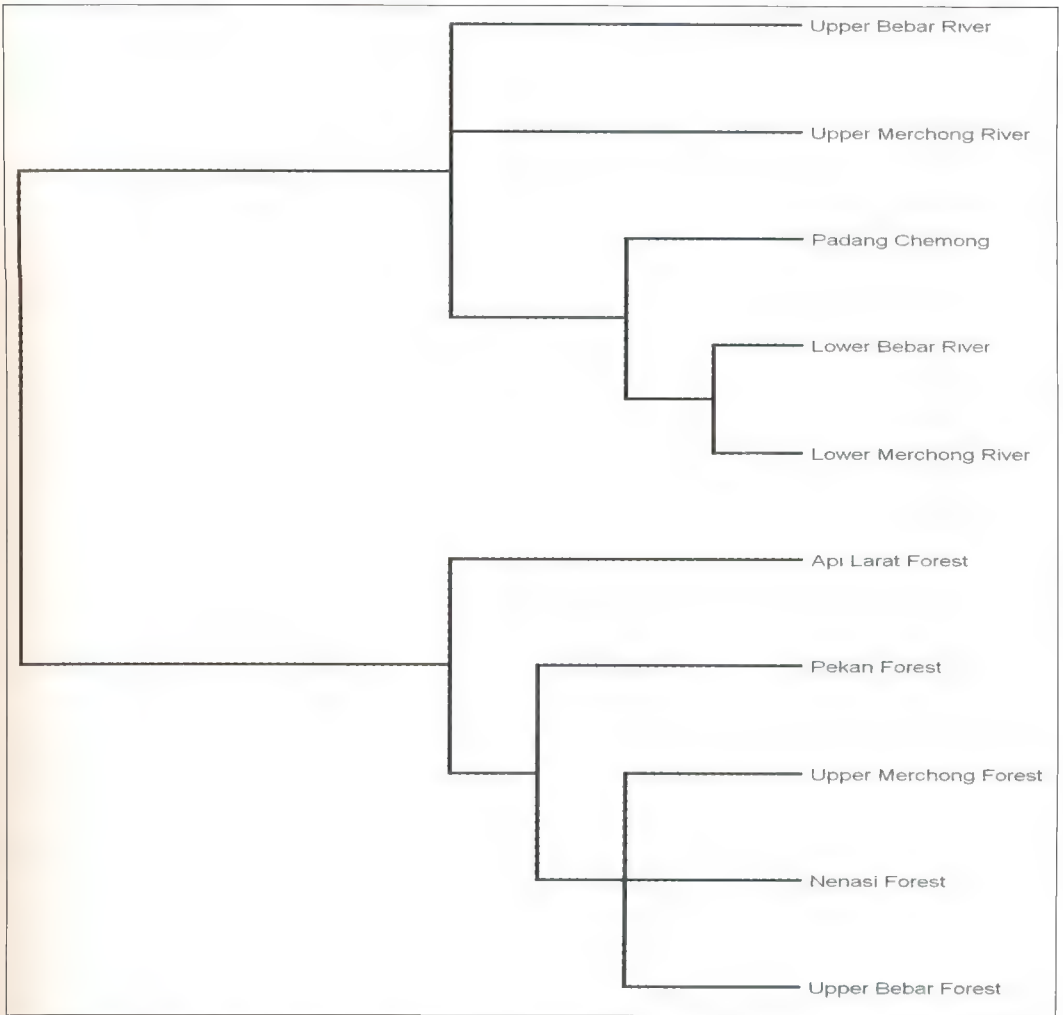 Upper Bebar River
Upper Merchong River
Padang Chemong
Lower Bebar River
Lower Merchong River
Api Larat Forest
Pekan Forest
Upper Merchong Forest
Nenasi Forest
Upper Bebar Forest